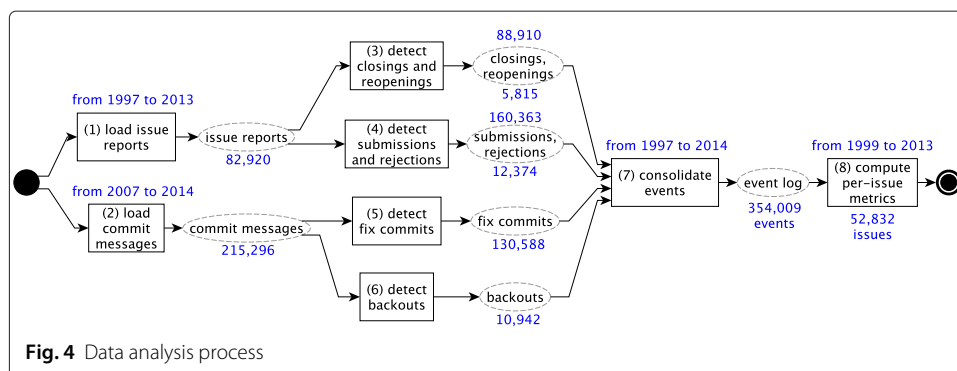 from 1997 to 2013
(1) load issue
reports
issue reports
82,920
from 2007 to 2014
(2) load
commit
messages
commit messages
215,296
(3) detect
closings and
reopenings
88,910
closings,
reopenings
5,815
(4) detect
submissions
and rejections
160,363
submissions,
rejections
12,374
(5) detect
fix commits
fix commits
130,588
(6) detect
backouts
backouts
10,942
from 1997 to 2014
(7) consolidate
events
event log
354,009
events
from 1999 to 2013
(8) compute
per-issue
metrics
52,832
issues
Fig. 4 Data analysis process